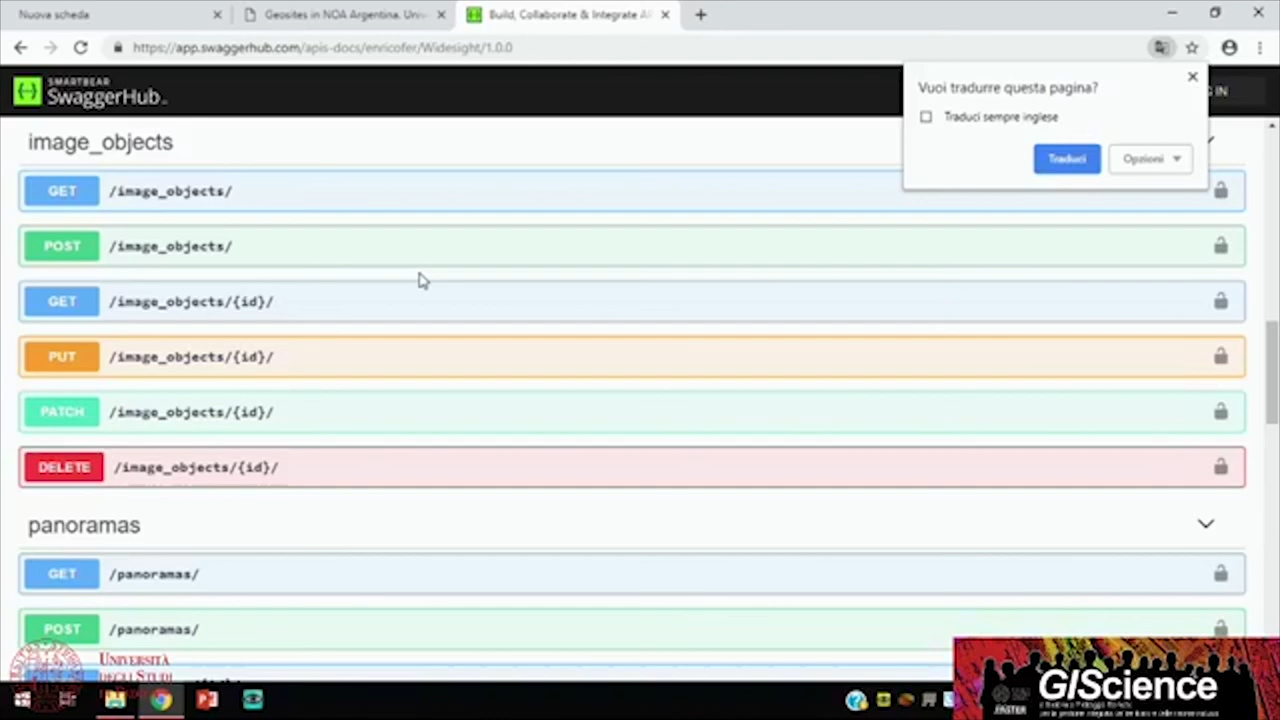 Nuova scheda
Geosites in NOA Argentina. Univ
Build, Collaborate & Integrate AP
https://app.swaggerhub.com/apis-docs/enricofer/Widesight/1.0.0
SMARTBEAR
SwaggerHub
IN
Vuoi tradurre questa pagina?
Traduci sempre inglese
Traduci
Opzioni
image_objects
GET /image_objects/
POST /image_objects/
GET /image_objects/{id}/
PUT /image_objects/{id}/
PATCH /image_objects/{id}/
DELETE /image_objects/{id}/
panoramas
GET /panoramas/
POST /panoramas/
UNIVERSITÀ
DEGLI STUDI
GIScience
MASTER